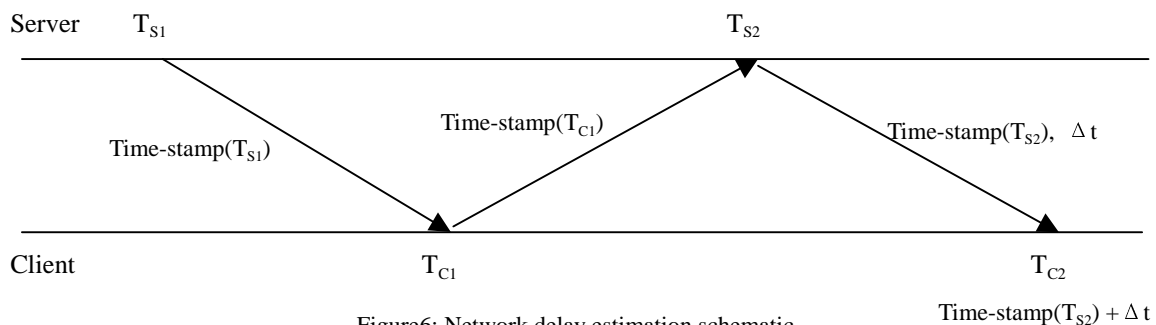 Server T_S1 T_S2
Time-stamp(T_S1)
Time-stamp(T_C1)
Time-stamp(T_S2), Δt
Client T_C1 T_C2
Time-stamp(T_S2) + Δt
Figure6: Network delay estimation schematic